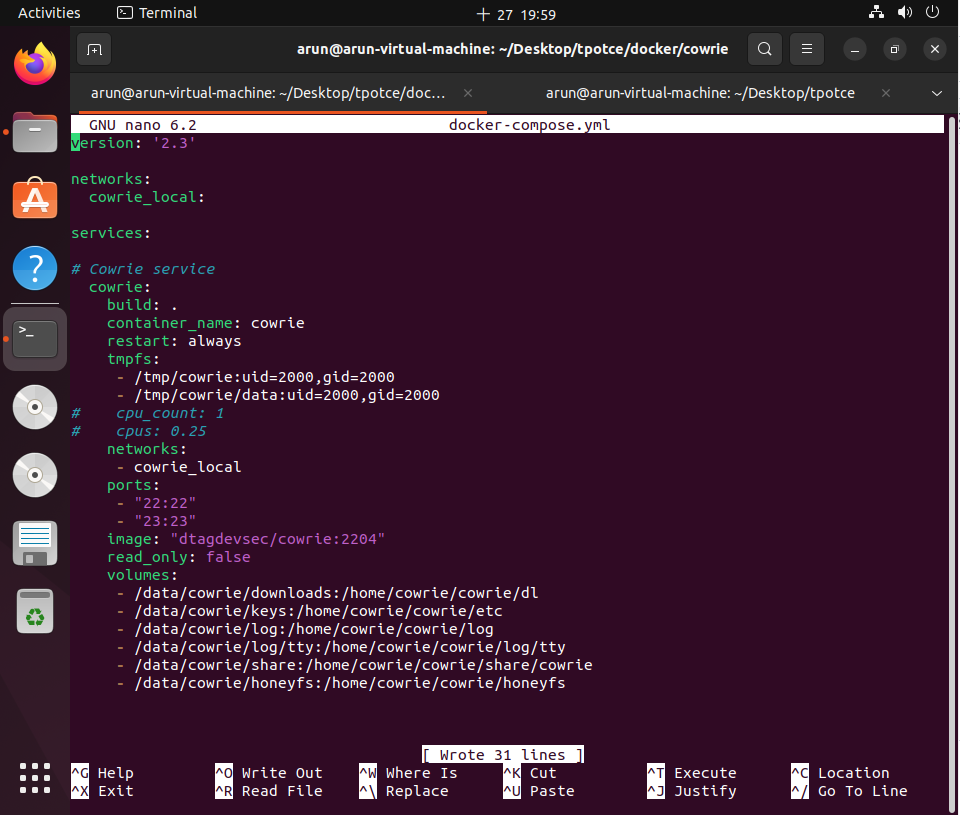 Activities Terminal 27 19:59
arun@arun-virtual-machine: ~/Desktop/tpotce/docker/cowrie
arun@arun-virtual-machine: ~/Desktop/tpotce/doc... arun@arun-virtual-machine: ~/Desktop/tpotce
GNU nano 6.2 docker-compose.yml
version: '2.3'
networks:
  cowrie_local:
services:
# Cowrie service
  cowrie:
    build: .
    container_name: cowrie
    restart: always
    tmpfs:
     - /tmp/cowrie:uid=2000,gid=2000
     - /tmp/cowrie/data:uid=2000,gid=2000
#    cpu_count: 1
#    cpus: 0.25
    networks:
     - cowrie_local
    ports:
     - "22:22"
     - "23:23"
    image: "dtagdevsec/cowrie:2204"
    read_only: false
    volumes:
     - /data/cowrie/downloads:/home/cowrie/cowrie/dl
     - /data/cowrie/keys:/home/cowrie/cowrie/etc
     - /data/cowrie/log:/home/cowrie/cowrie/log
     - /data/cowrie/log/tty:/home/cowrie/cowrie/log/tty
     - /data/cowrie/share:/home/cowrie/cowrie/share/cowrie
     - /data/cowrie/honeyfs:/home/cowrie/cowrie/honeyfs
[ Wrote 31 lines ]
^G Help ^O Write Out ^W Where Is ^K Cut ^T Execute ^C Location
^X Exit ^R Read File ^\ Replace ^U Paste ^J Justify ^/ Go To Line